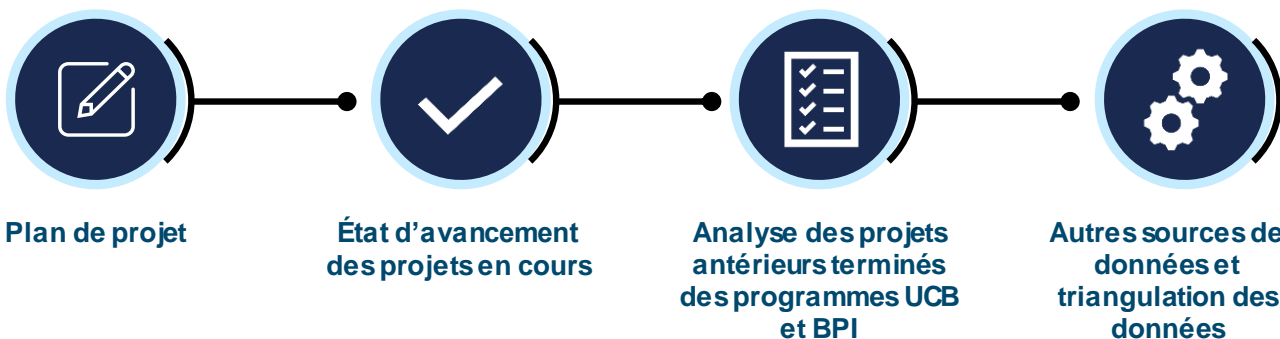 Plan de projet
État d’avancement
des projets en cours
Analyse des projets
antérieurs terminés
des programmes UCB
et BPI
Autres sources de
données et
triangulation des
données